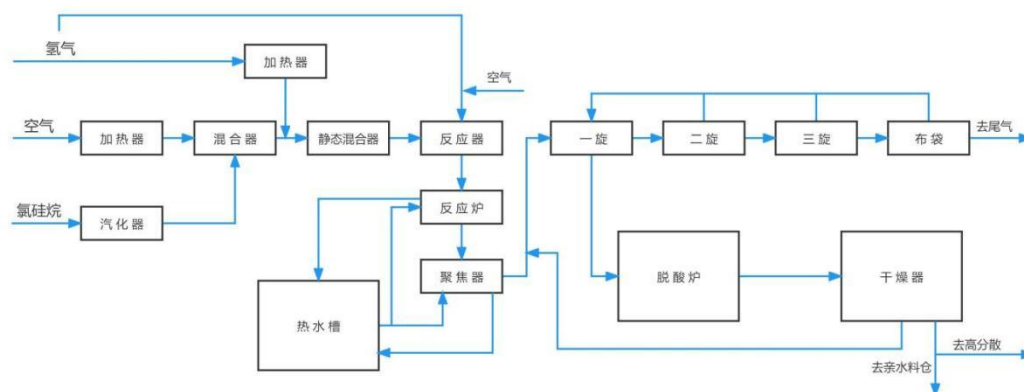 氢气
加热器
空气
空气
加热器
混合器
静态混合器
反应器
一旋
二旋
三旋
布袋
去尾气
氯硅烷
汽化器
反应炉
聚焦器
脱酸炉
干燥器
热水槽
去高分散
去亲水料仓